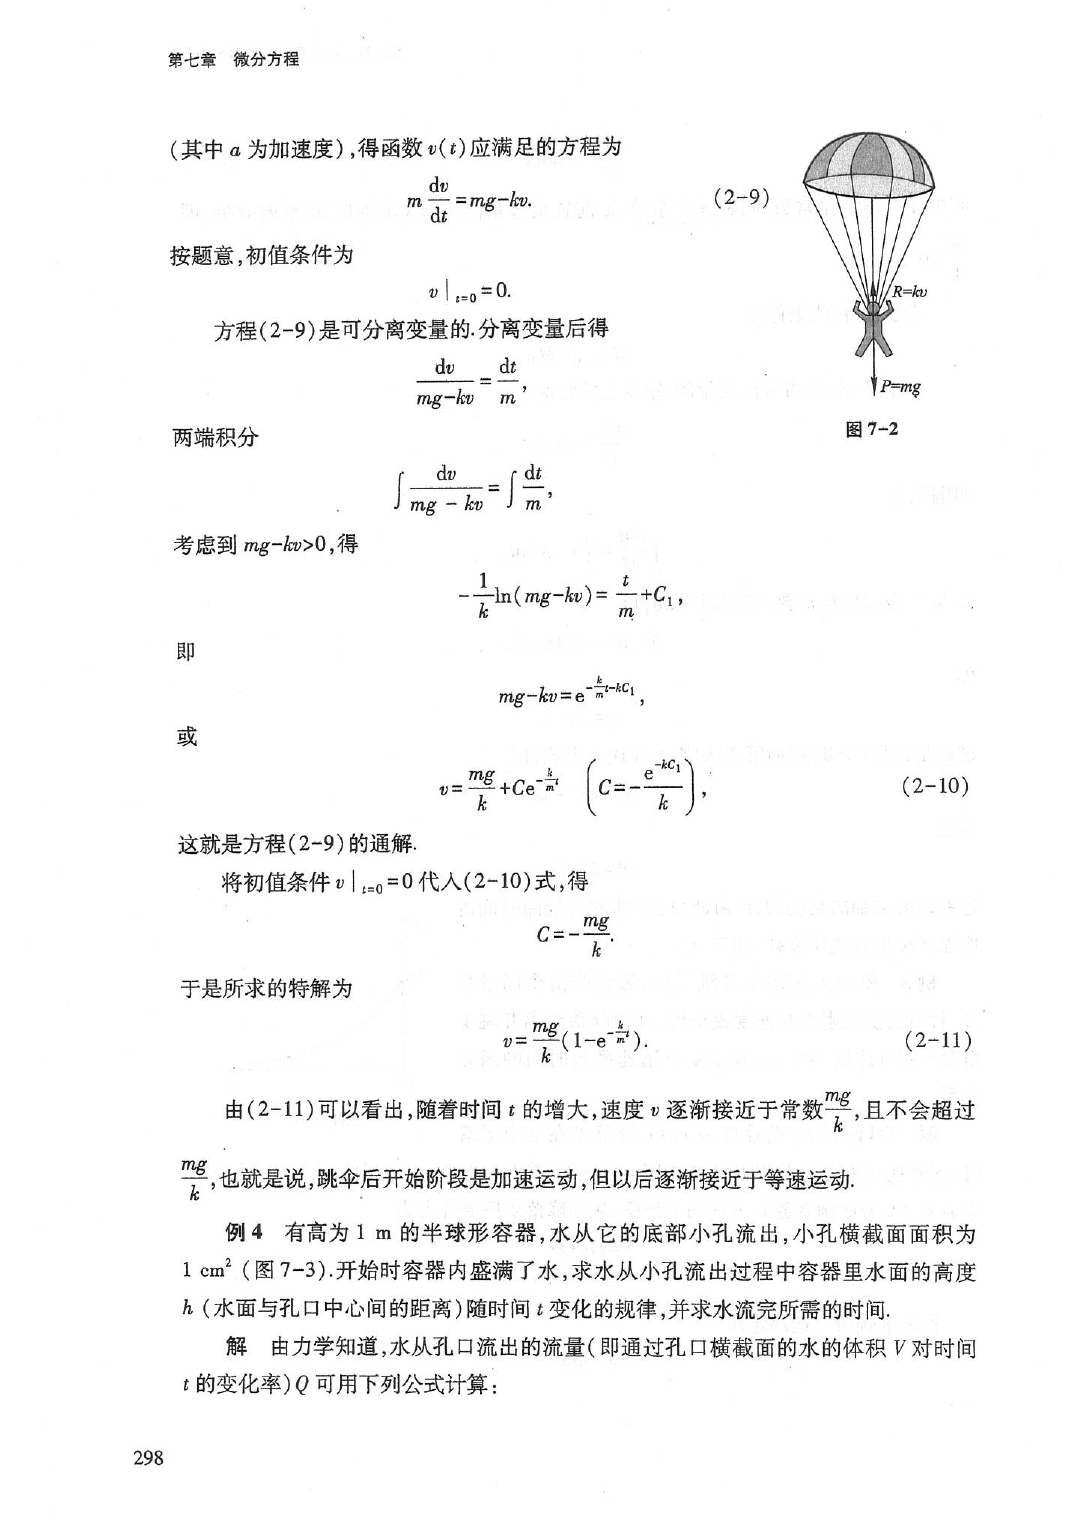 第七章 微分方程
(其中 a 为加速度),得函数 v(t)应满足的方程为
m dv/dt = mg-kv. (2-9)
按题意,初值条件为
v|t=0 = 0.
方程(2-9)是可分离变量的.分离变量后得
dv/(mg-kv) = dt/m,
两端积分
∫ dv/(mg - kv) = ∫ dt/m,
考虑到 mg-kv>0,得
-(1/k)ln(mg-kv) = t/m + C₁,
即
mg-kv = e^(-(k/m)t-kC₁),
或
v = mg/k + Ce^(-(k/m)t) (C = -e^(-kC₁)/k), (2-10)
这就是方程(2-9)的通解.
将初值条件 v|t=0 = 0 代入(2-10)式,得
C = -mg/k.
于是所求的特解为
v = mg/k (1-e^(-(k/m)t)). (2-11)
由(2-11)可以看出,随着时间 t 的增大,速度 v 逐渐接近于常数 mg/k,且不会超过
mg/k,也就是说,跳伞后开始阶段是加速运动,但以后逐渐接近于等速运动.
例 4 有高为 1 m 的半球形容器,水从它的底部小孔流出,小孔横截面面积为
1 cm² (图 7-3).开始时容器内盛满了水,求水从小孔流出过程中容器里水面的高度
h (水面与孔口中心间的距离)随时间 t 变化的规律,并求水流完所需的时间.
解 由力学知道,水从孔口流出的流量(即通过孔口横截面的水的体积 V 对时间
t 的变化率)Q 可用下列公式计算:
R=kv
P=mg
图 7-2
298